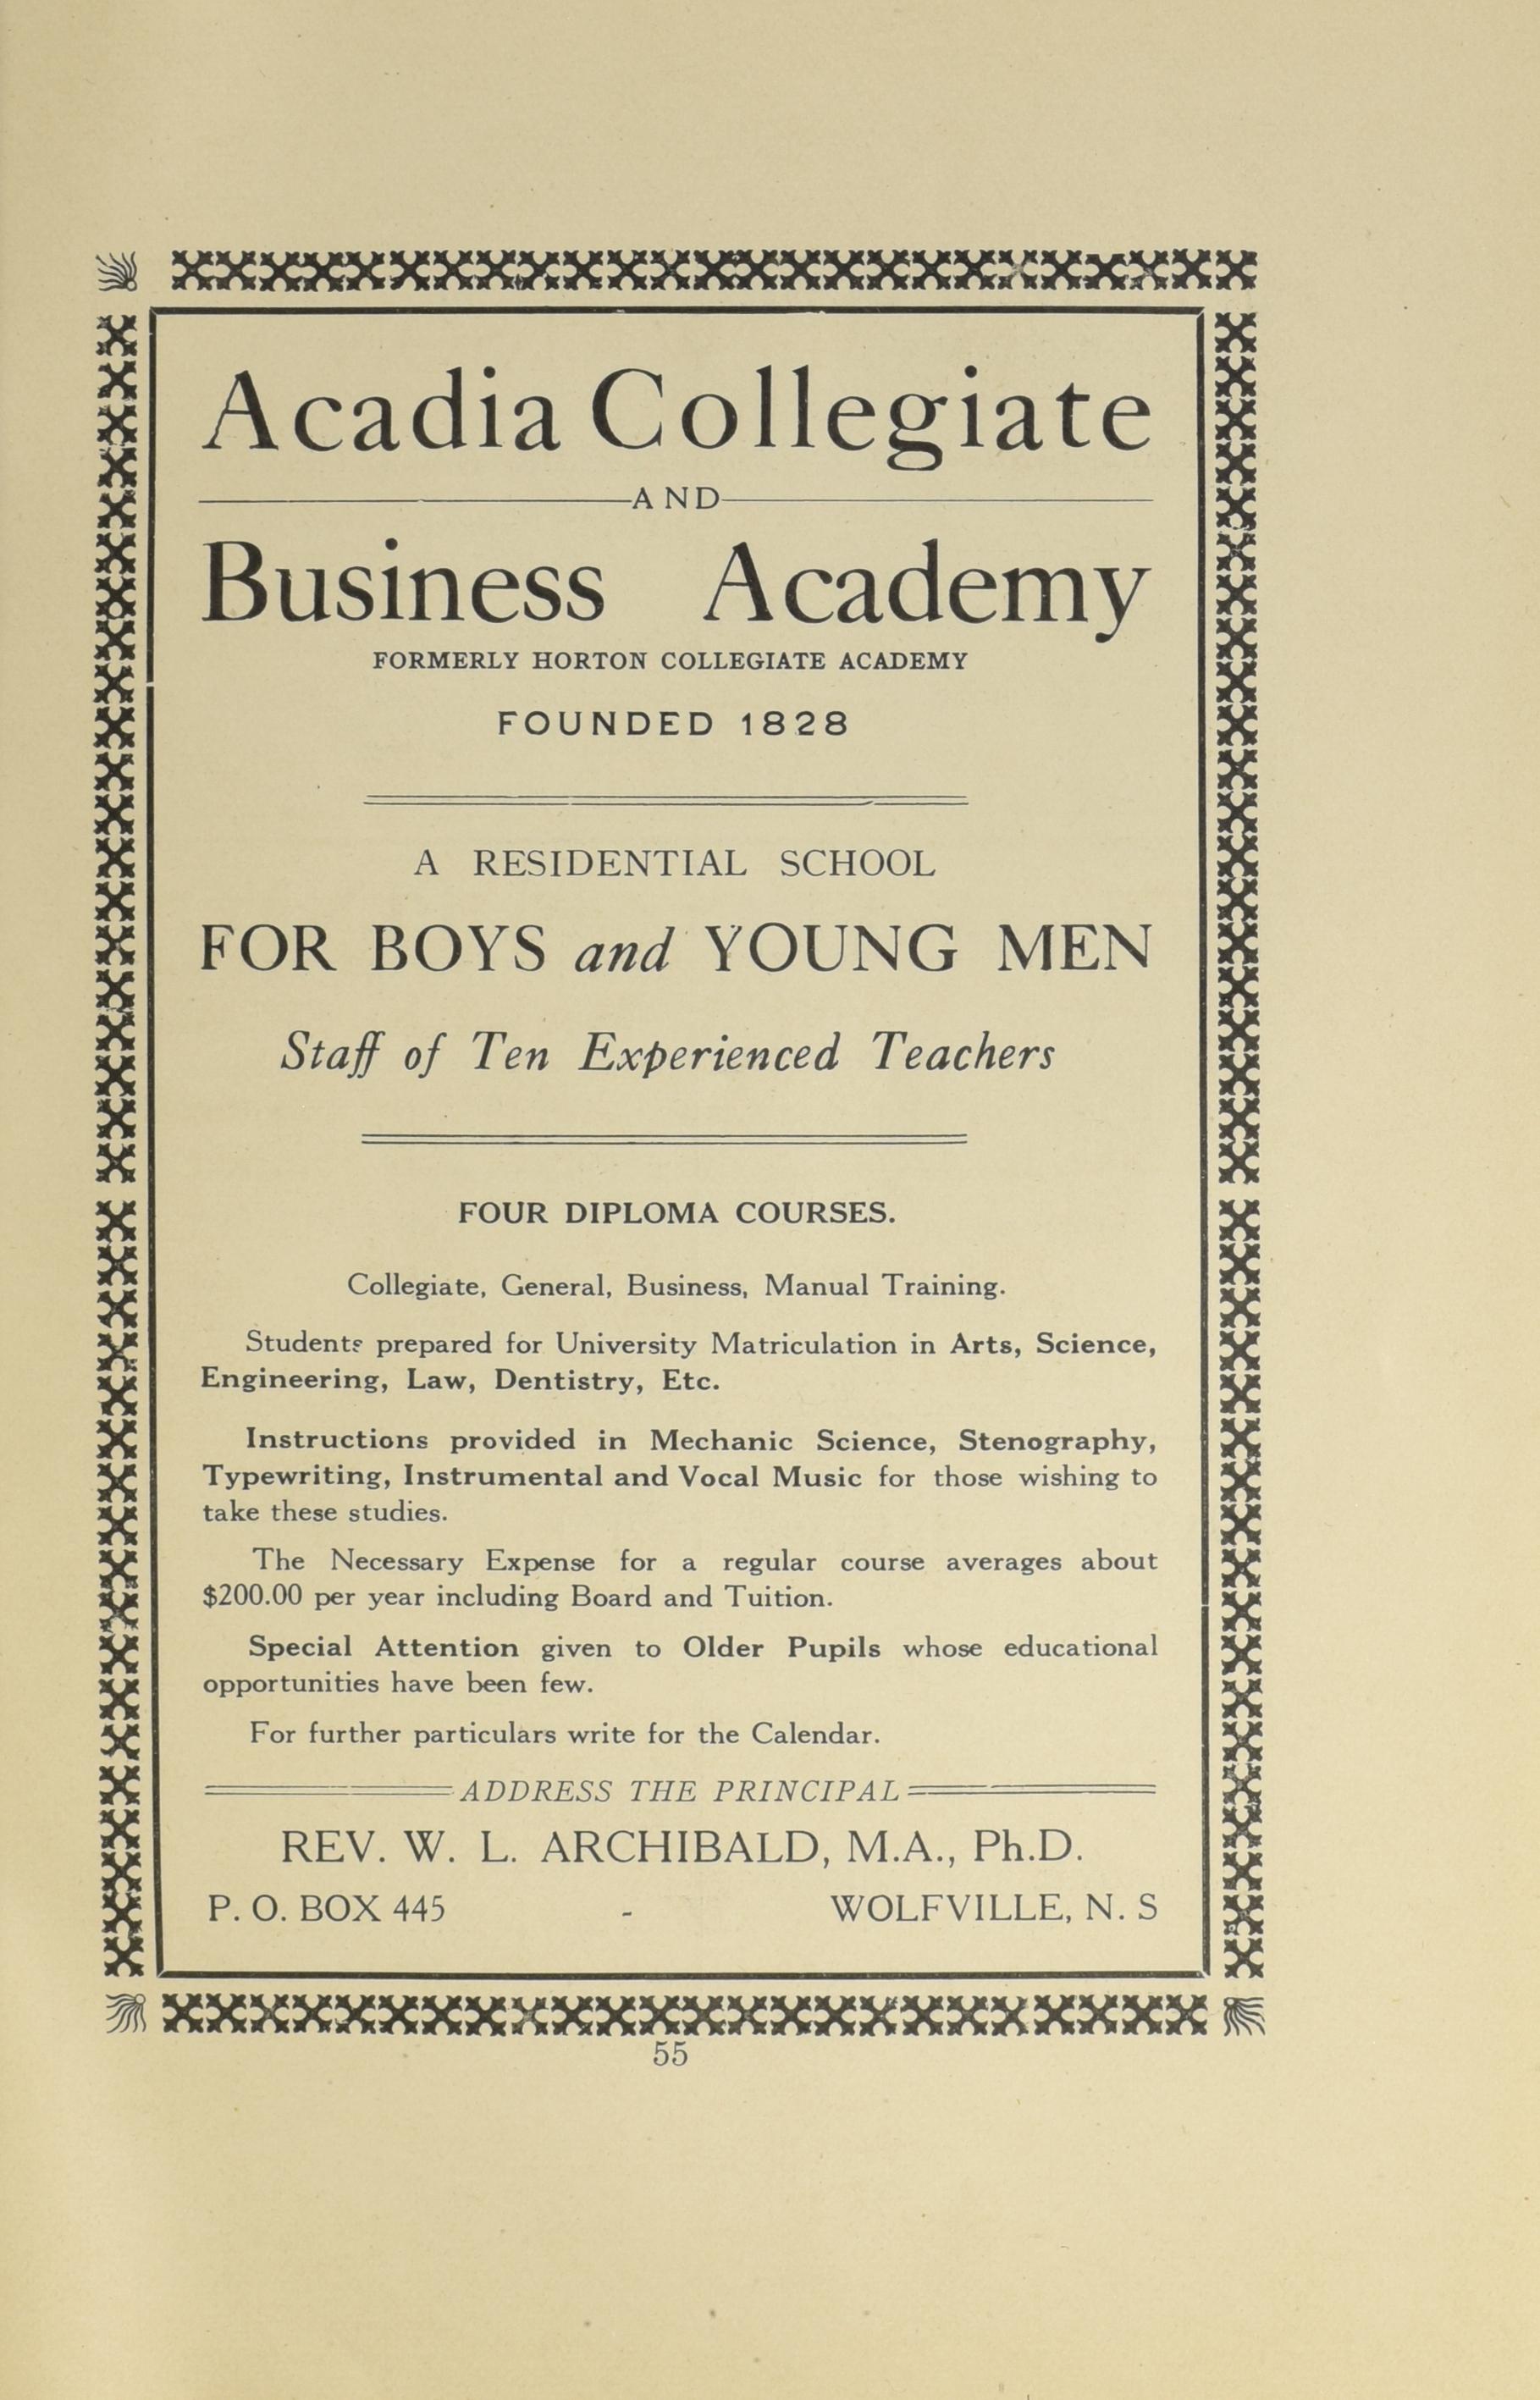 Acadia Collegiate
AND
Business Academy
FORMERLY HORTON COLLEGIATE ACADEMY
FOUNDED 1828
A RESIDENTIAL SCHOOL
FOR BOYS and YOUNG MEN
Staff of Ten Experienced Teachers
FOUR DIPLOMA COURSES.
Collegiate, General, Business, Manual Training.
Students prepared for University Matriculation in Arts, Science,
Engineering, Law, Dentistry, Etc.
Instructions provided in Mechanic Science, Stenography,
Typewriting, Instrumental and Vocal Music for those wishing to
take these studies.
The Necessary Expense for a regular course averages about
$200.00 per year including Board and Tuition.
Special Attention given to Older Pupils whose educational
opportunities have been few.
For further particulars write for the Calendar.
ADDRESS THE PRINCIPAL
REV. W. L. ARCHIBALD, M.A., Ph.D.
P. O. BOX 445 - WOLFVILLE, N. S
55